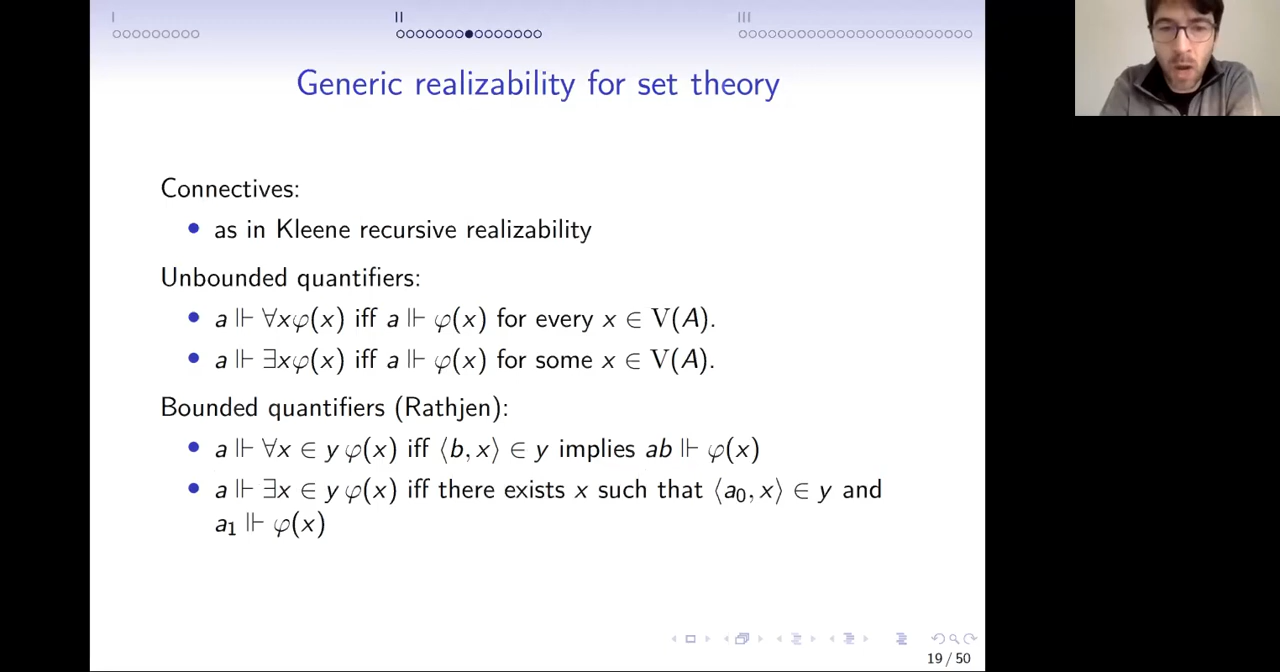 I II III
Generic realizability for set theory
Connectives:
• as in Kleene recursive realizability
Unbounded quantifiers:
• a ⊩ ∀xφ(x) iff a ⊩ φ(x) for every x ∈ V(A).
• a ⊩ ∃xφ(x) iff a ⊩ φ(x) for some x ∈ V(A).
Bounded quantifiers (Rathjen):
• a ⊩ ∀x ∈ y φ(x) iff ⟨b, x⟩ ∈ y implies ab ⊩ φ(x)
• a ⊩ ∃x ∈ y φ(x) iff there exists x such that ⟨a₀, x⟩ ∈ y and
a₁ ⊩ φ(x)
19 / 50